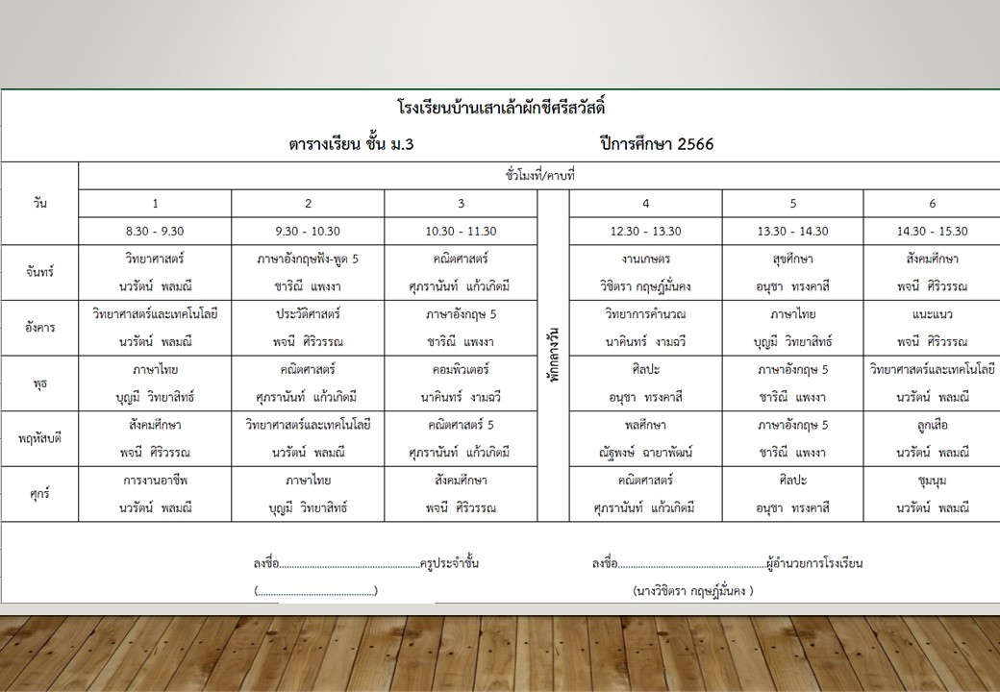 โรงเรียนบ้านเสาเล้าผักชีศรีสวัสดิ์
ตารางเรียน ชั้น ม.3 ปีการศึกษา 2566
วัน ชั่วโมงที่/คาบที่
1 2 3 พักกลางวัน 4 5 6
8.30 - 9.30 9.30 - 10.30 10.30 - 11.30 12.30 - 13.30 13.30 - 14.30 14.30 - 15.30
จันทร์ วิทยาศาสตร์ ภาษาอังกฤษฟัง-พูด 5 คณิตศาสตร์ งานเกษตร สุขศึกษา สังคมศึกษา
นวรัตน์ พลมณี ชาริณี แพงงา ศุภรานันท์ แก้วเกิดมี วิชิตรา กฤษฎ์มั่นคง อนุชา ทรงคาสี พจนี ศิริวรรณ
อังคาร วิทยาศาสตร์และเทคโนโลยี ประวัติศาสตร์ ภาษาอังกฤษ 5 วิทยาการคำนวณ ภาษาไทย แนะแนว
นวรัตน์ พลมณี พจนี ศิริวรรณ ชาริณี แพงงา นาคินทร์ งามฉวี บุญมี วิทยาสิทธ์ พจนี ศิริวรรณ
พุธ ภาษาไทย คณิตศาสตร์ คอมพิวเตอร์ ศิลปะ ภาษาอังกฤษ 5 วิทยาศาสตร์และเทคโนโลยี
บุญมี วิทยาสิทธ์ ศุภรานันท์ แก้วเกิดมี นาคินทร์ งามฉวี อนุชา ทรงคาสี ชาริณี แพงงา นวรัตน์ พลมณี
พฤหัสบดี สังคมศึกษา วิทยาศาสตร์และเทคโนโลยี คณิตศาสตร์ 5 พลศึกษา ภาษาอังกฤษ 5 ลูกเสือ
พจนี ศิริวรรณ นวรัตน์ พลมณี ศุภรานันท์ แก้วเกิดมี ณัฐพงษ์ ฉายาพัฒน์ ชาริณี แพงงา นวรัตน์ พลมณี
ศุกร์ การงานอาชีพ ภาษาไทย สังคมศึกษา คณิตศาสตร์ ศิลปะ ชุมนุม
นวรัตน์ พลมณี บุญมี วิทยาสิทธ์ พจนี ศิริวรรณ ศุภรานันท์ แก้วเกิดมี อนุชา ทรงคาสี นวรัตน์ พลมณี
ลงชื่อ..................................................ครูประจำชั้น ลงชื่อ.....................................................ผู้อำนวยการโรงเรียน
(..........................................) (นางวิชิตรา กฤษฎ์มั่นคง )